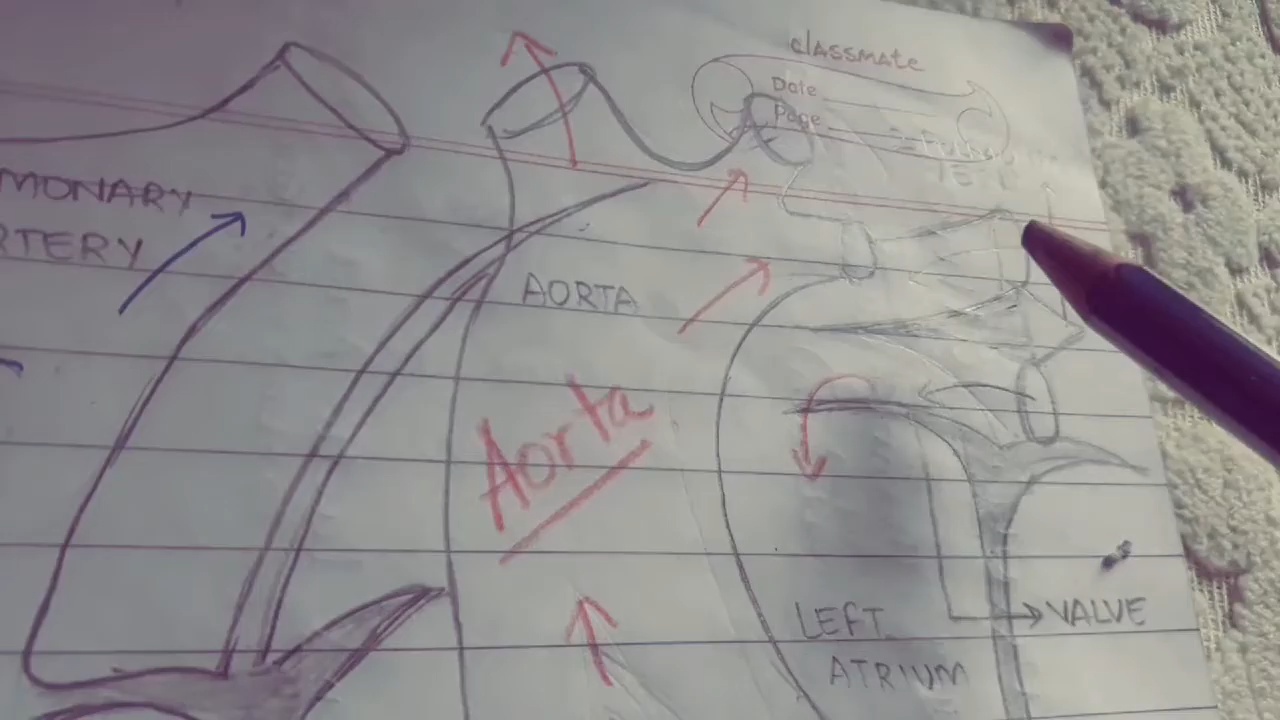 classmate
Date
Page
MONARY
RTERY
AORTA
Aorta
LEFT
ATRIUM
VALVE